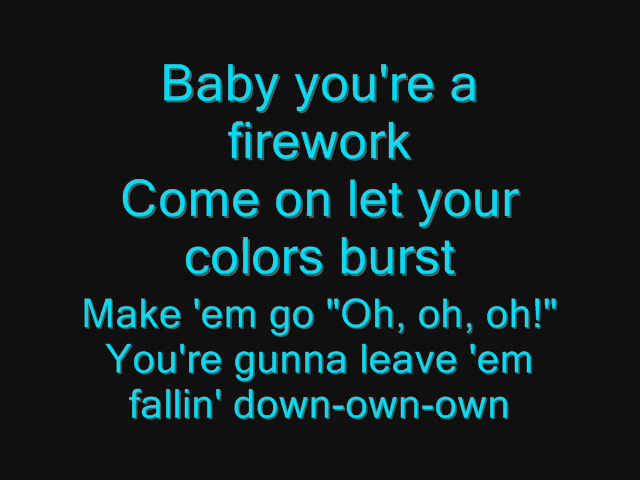 Baby you're a
firework
Come on let your
colors burst
Make 'em go "Oh, oh, oh!"
You're gunna leave 'em
fallin' down-own-own